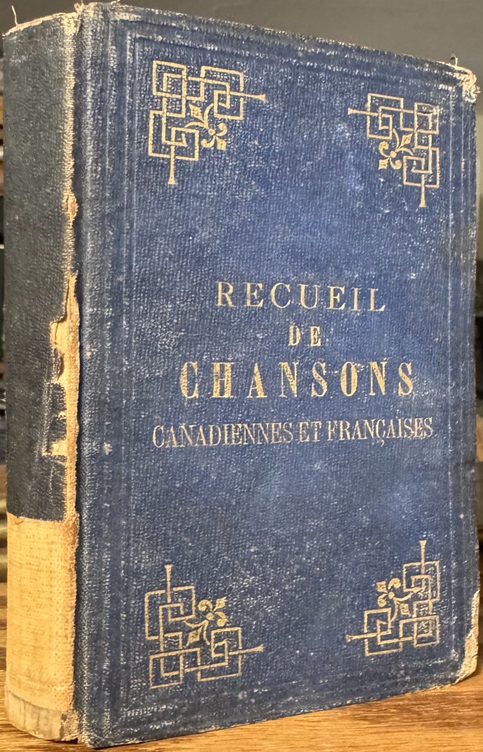 RECUEIL
DE
CHANSONS
CANADIENNES ET FRANÇAISES